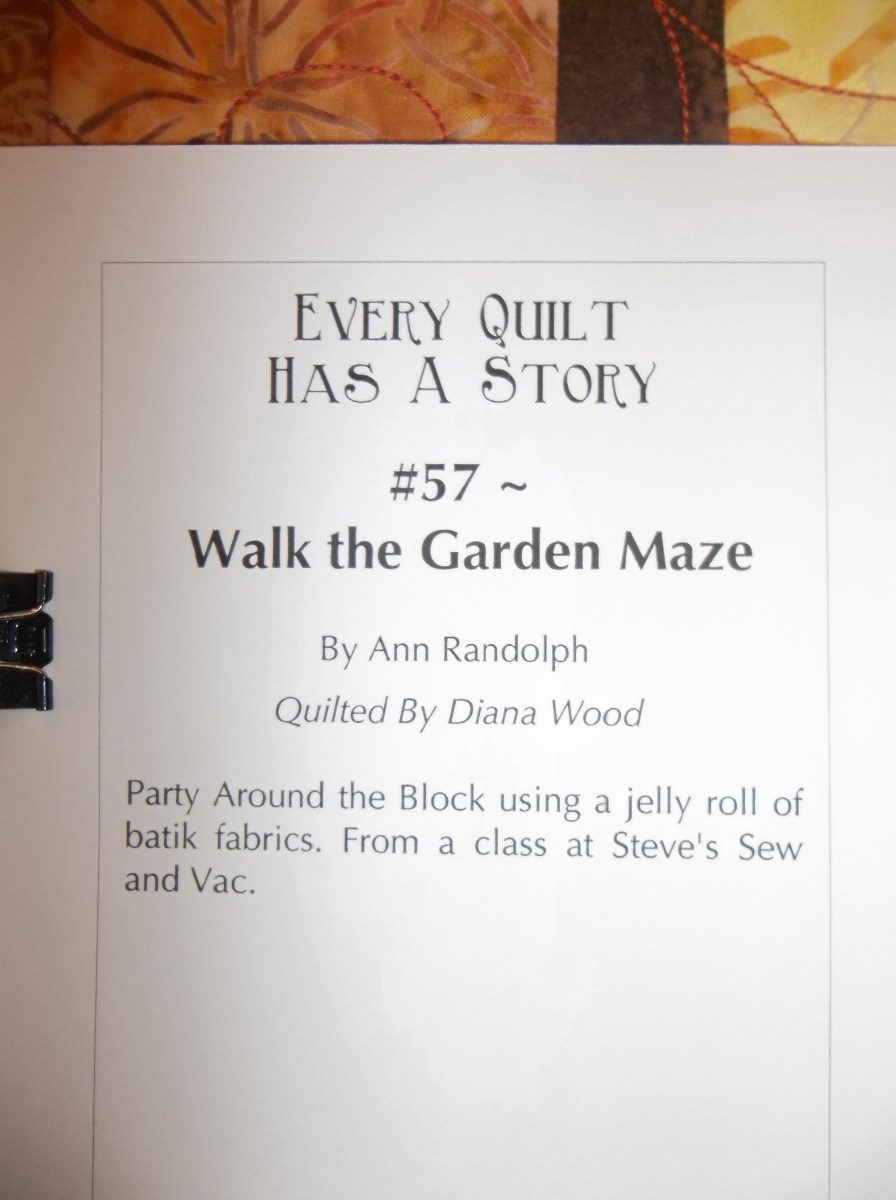 EVERY QUILT
HAS A STORY
#57 ~
Walk the Garden Maze
By Ann Randolph
Quilted By Diana Wood
Party Around the Block using a jelly roll of
batik fabrics. From a class at Steve's Sew
and Vac.